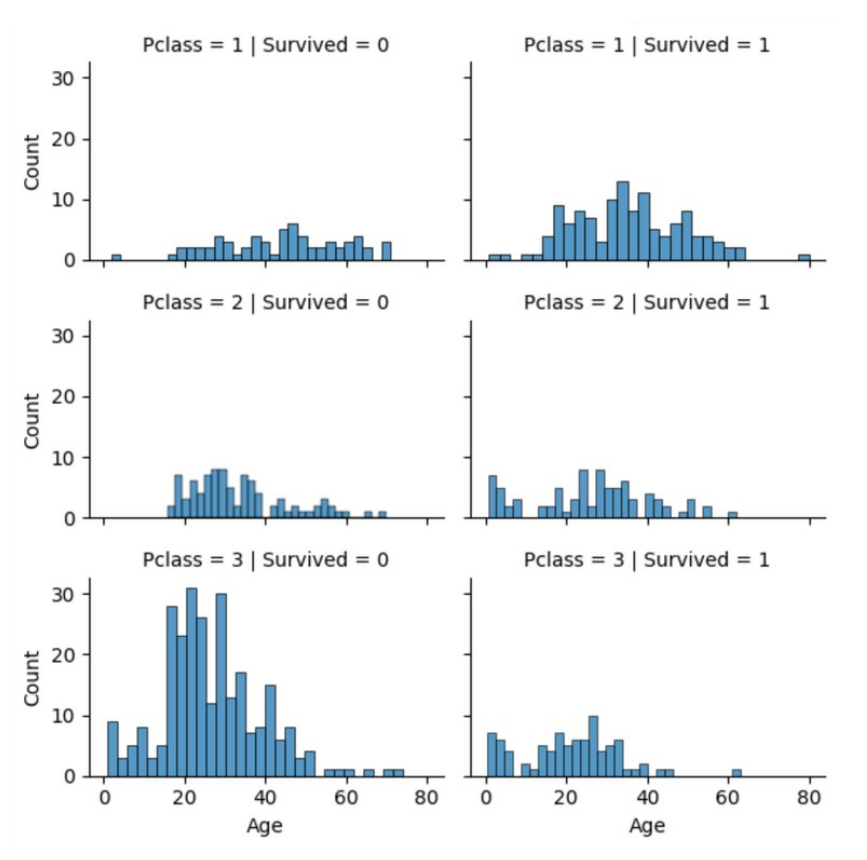 Pclass = 1 | Survived = 0
Pclass = 1 | Survived = 1
30
20
10
0
Count
Pclass = 2 | Survived = 0
Pclass = 2 | Survived = 1
30
20
10
0
Count
Pclass = 3 | Survived = 0
Pclass = 3 | Survived = 1
30
20
10
0
Count
0 20 40 60 80
0 20 40 60 80
Age
Age